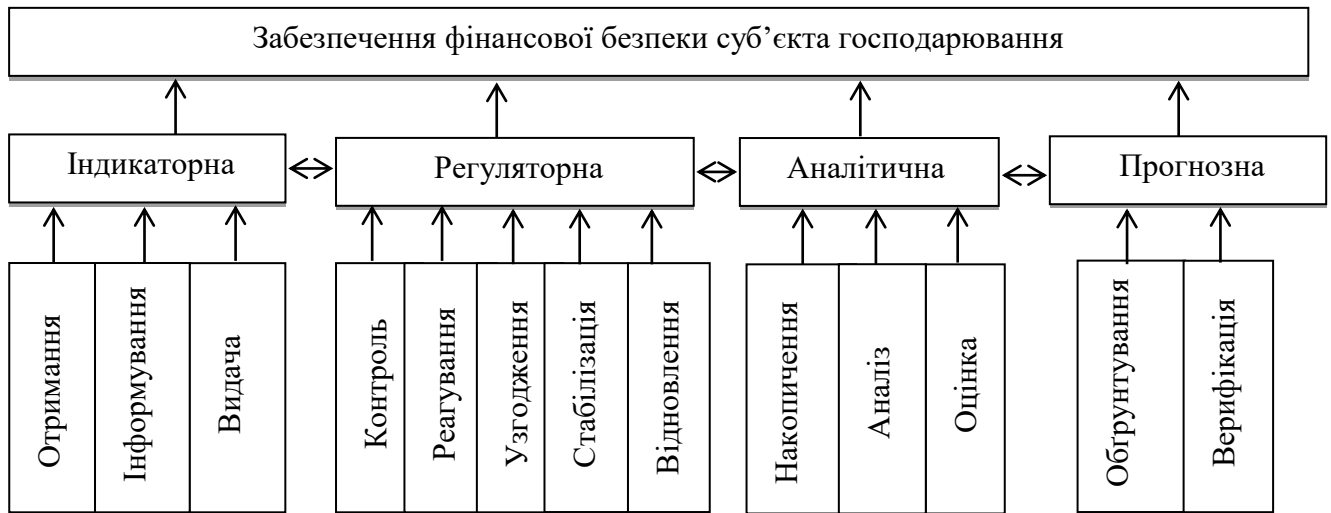 Забезпечення фінансової безпеки суб’єкта господарювання
Індикаторна
Регуляторна
Аналітична
Прогнозна
Отримання
Інформування
Видача
Контроль
Реагування
Узгодження
Стабілізація
Відновлення
Накопичення
Аналіз
Оцінка
Обґрунтування
Верифікація